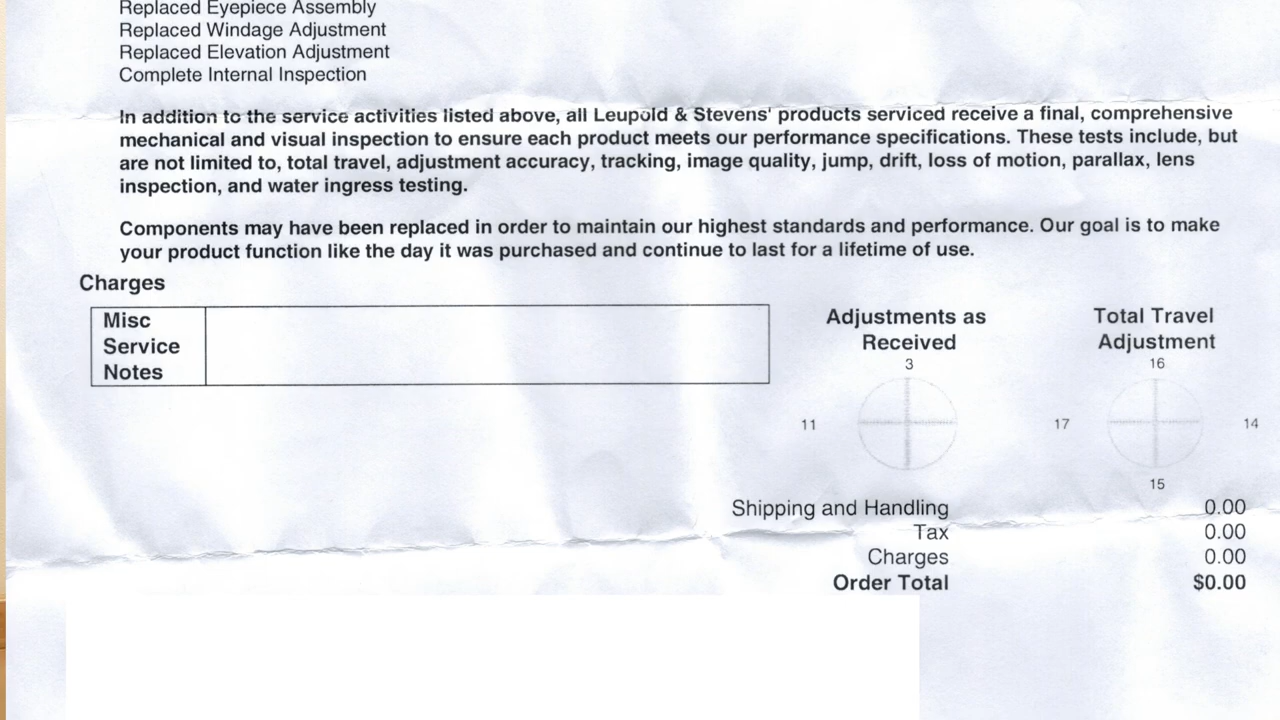 Replaced Eyepiece Assembly
Replaced Windage Adjustment
Replaced Elevation Adjustment
Complete Internal Inspection
In addition to the service activities listed above, all Leupold & Stevens' products serviced receive a final, comprehensive
mechanical and visual inspection to ensure each product meets our performance specifications. These tests include, but
are not limited to, total travel, adjustment accuracy, tracking, image quality, jump, drift, loss of motion, parallax, lens
inspection, and water ingress testing.
Components may have been replaced in order to maintain our highest standards and performance. Our goal is to make
your product function like the day it was purchased and continue to last for a lifetime of use.
Charges
Misc
Service
Notes
Adjustments as
Received
3
11
Total Travel
Adjustment
16
17
14
15
Shipping and Handling 0.00
Tax 0.00
Charges 0.00
Order Total $0.00